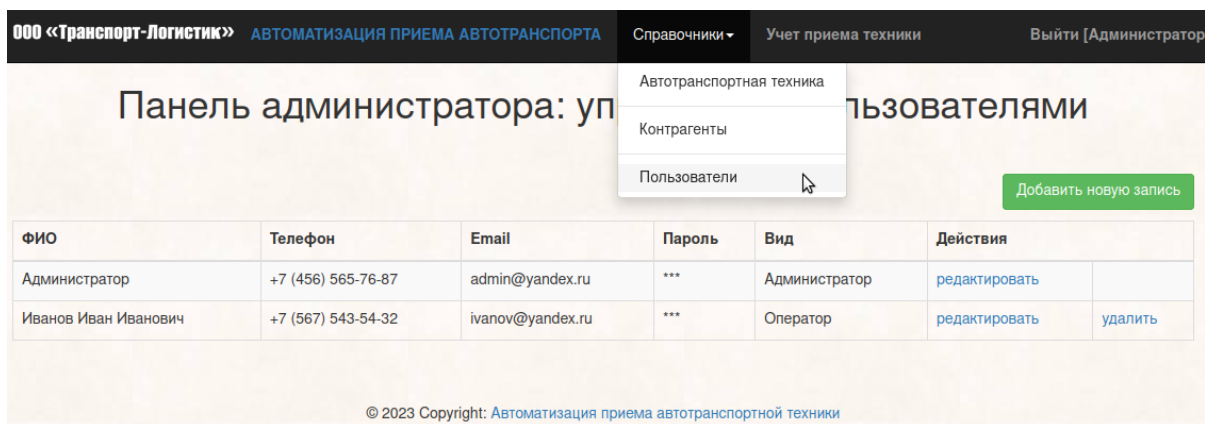 ООО «Транспорт-Логистик» АВТОМАТИЗАЦИЯ ПРИЕМА АВТОТРАНСПОРТА Справочники Учет приема техники Выйти [Администратор
Автотранспортная техника
Контрагенты
Пользователи
Панель администратора: уп льзователями
Добавить новую запись
ФИО Телефон Email Пароль Вид Действия
Администратор +7 (456) 565-76-87 admin@yandex.ru *** Администратор редактировать
Иванов Иван Иванович +7 (567) 543-54-32 ivanov@yandex.ru *** Оператор редактировать удалить
© 2023 Copyright: Автоматизация приема автотранспортной техники